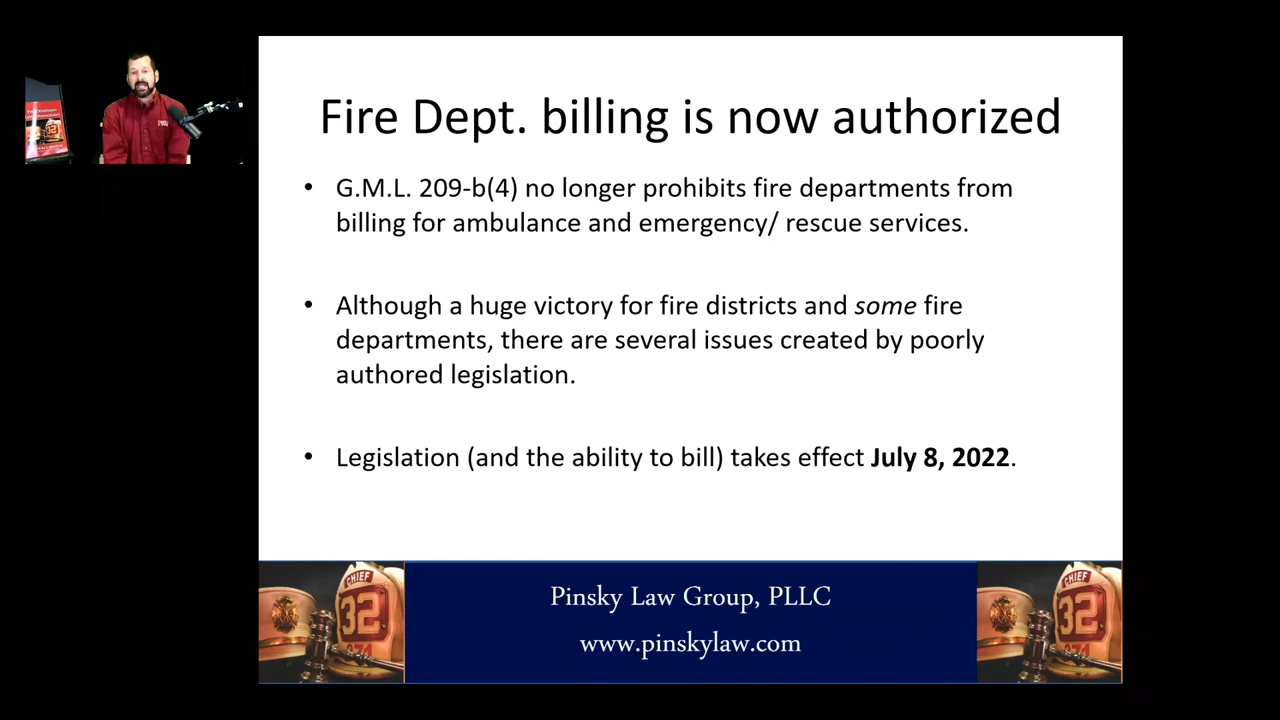 Fire Dept. billing is now authorized
• G.M.L. 209-b(4) no longer prohibits fire departments from
billing for ambulance and emergency/ rescue services.
• Although a huge victory for fire districts and some fire
departments, there are several issues created by poorly
authored legislation.
• Legislation (and the ability to bill) takes effect July 8, 2022.
CHIEF
32
CHIEF
32
Pinsky Law Group, PLLC
www.pinskylaw.com